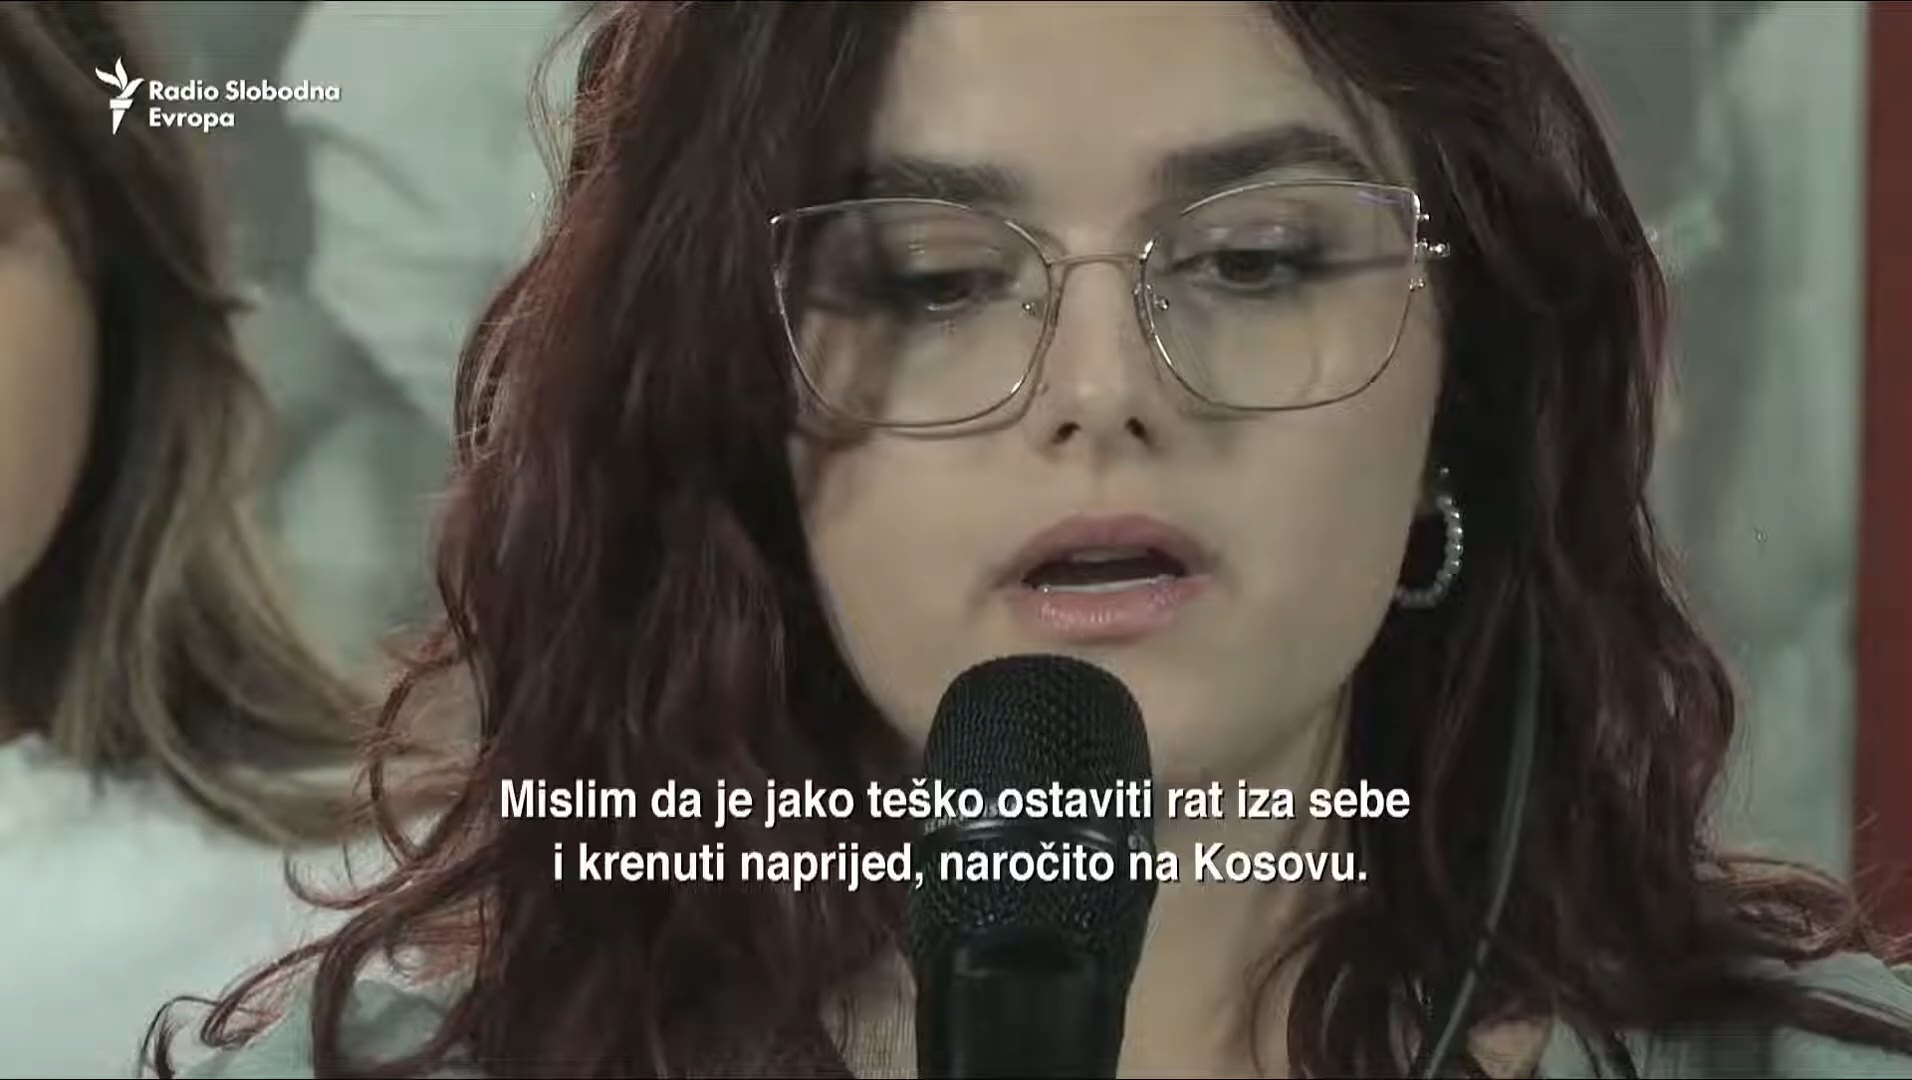 Radio Slobodna
Evropa
Mislim da je jako teško ostaviti rat iza sebe
i krenuti naprijed, naročito na Kosovu.